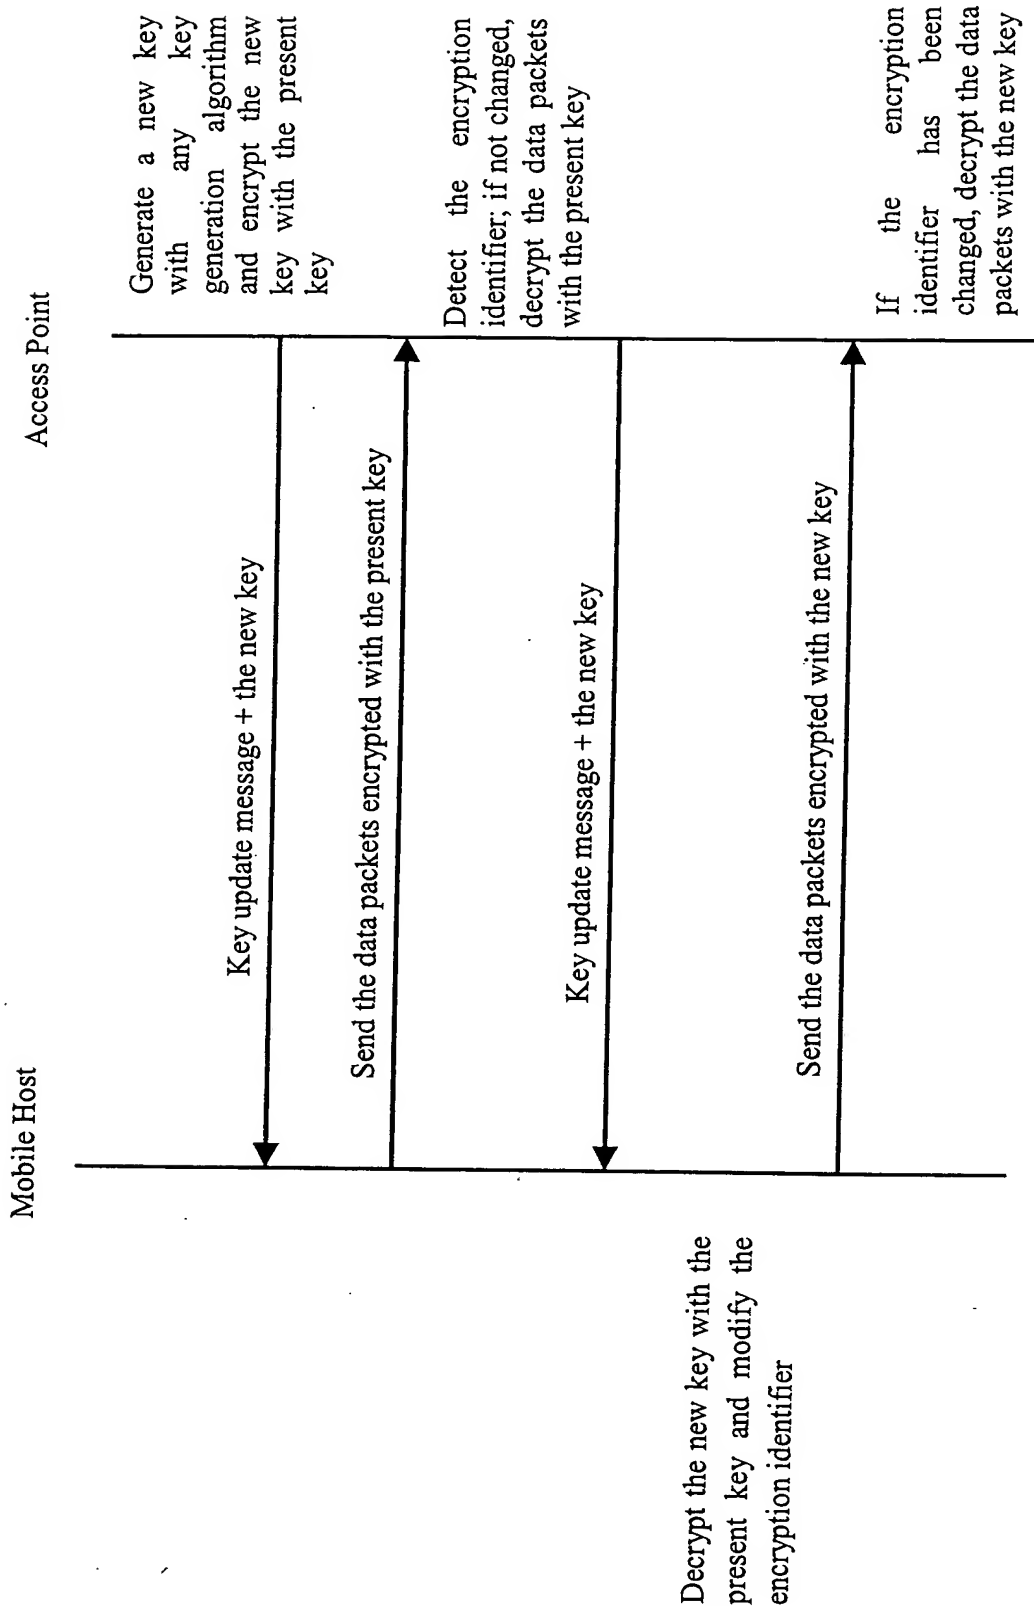 Mobile Host
Access Point
Generate a new key
with any key
generation algorithm
and encrypt the new
key with the present
key
Key update message + the new key
Send the data packets encrypted with the present key
Detect the encryption
identifier; if not changed,
decrypt the data packets
with the present key
Key update message + the new key
Decrypt the new key with the
present key and modify the
encryption identifier
Send the data packets encrypted with the new key
If the encryption
identifier has been
changed, decrypt the data
packets with the new key